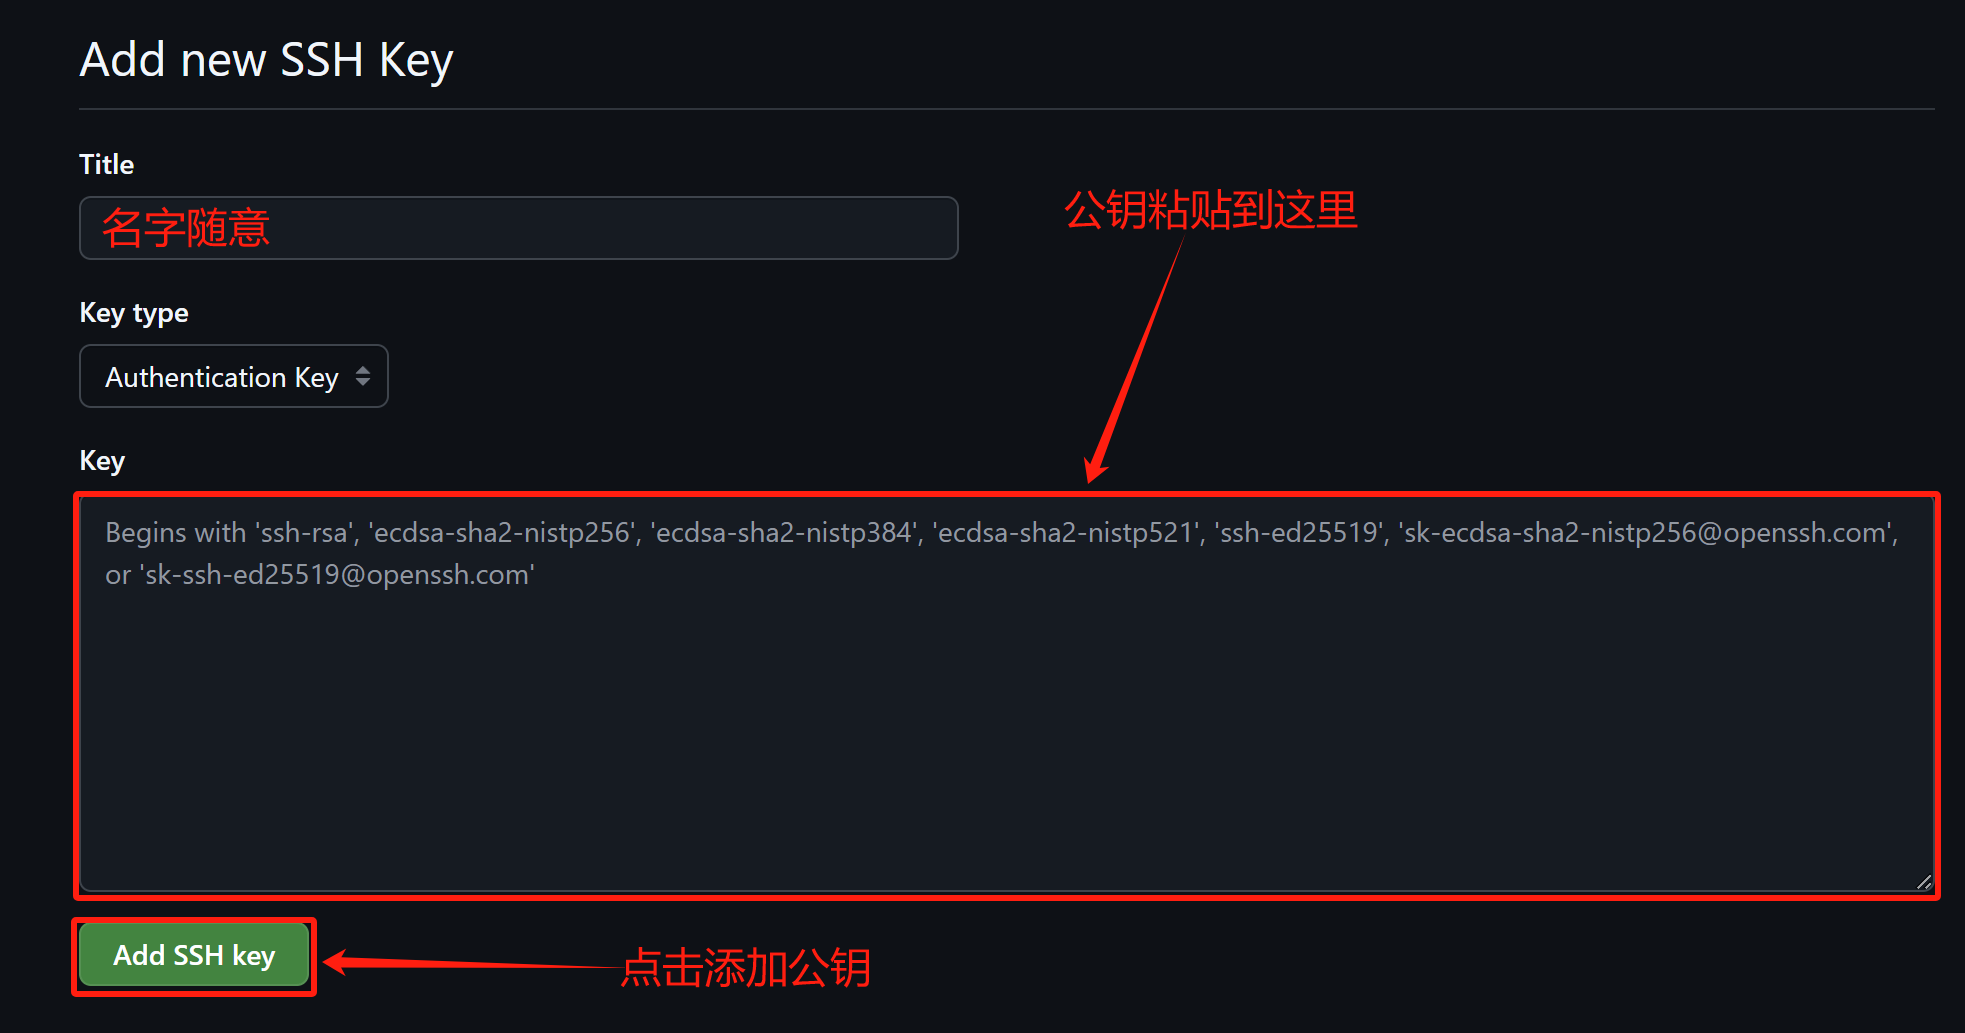 Add new SSH Key
Title
名字随意
公钥粘贴到这里
Key type
Authentication Key
Key
Begins with 'ssh-rsa', 'ecdsa-sha2-nistp256', 'ecdsa-sha2-nistp384', 'ecdsa-sha2-nistp521', 'ssh-ed25519', 'sk-ecdsa-sha2-nistp256@openssh.com',
or 'sk-ssh-ed25519@openssh.com'
Add SSH key
点击添加公钥